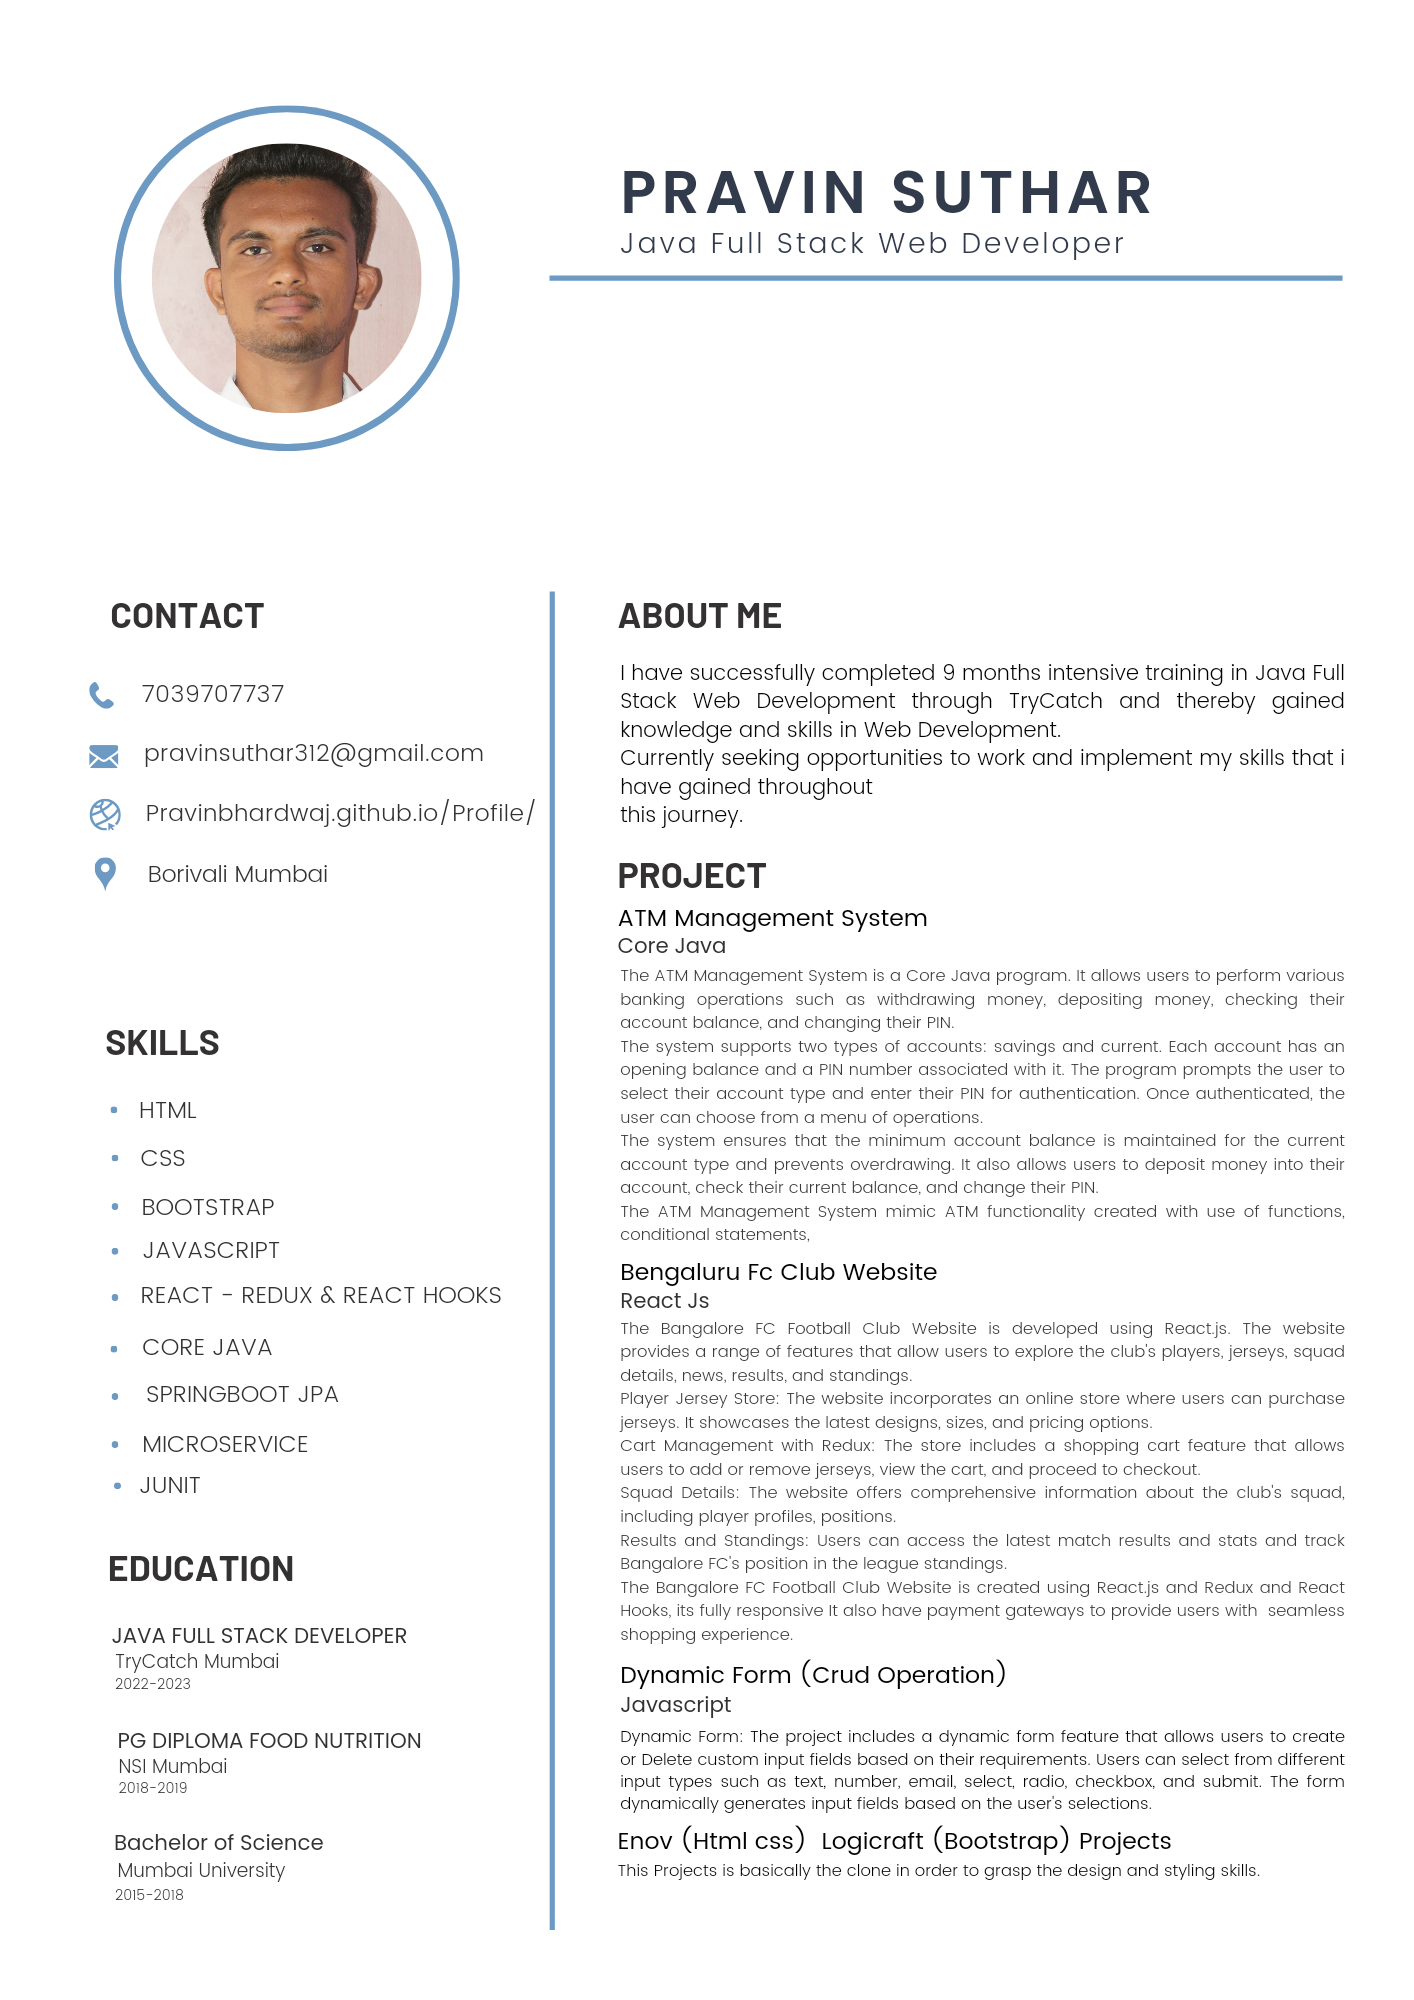 PRAVIN SUTHAR
Java Full Stack Web Developer
CONTACT
7039707737
pravinsuthar312@gmail.com
Pravinbhardwaj.github.io/Profile/
Borivali Mumbai
SKILLS
HTML
CSS
BOOTSTRAP
JAVASCRIPT
REACT - REDUX & REACT HOOKS
CORE JAVA
SPRINGBOOT JPA
MICROSERVICE
JUNIT
EDUCATION
JAVA FULL STACK DEVELOPER
TryCatch Mumbai
2022-2023
PG DIPLOMA FOOD NUTRITION
NSI Mumbai
2018-2019
Bachelor of Science
Mumbai University
2015-2018
ABOUT ME
I have successfully completed 9 months intensive training in Java Full
Stack Web Development through TryCatch and thereby gained
knowledge and skills in Web Development.
Currently seeking opportunities to work and implement my skills that i
have gained throughout
this journey.
PROJECT
ATM Management System
Core Java
The ATM Management System is a Core Java program. It allows users to perform various
banking operations such as withdrawing money, depositing money, checking their
account balance, and changing their PIN.
The system supports two types of accounts: savings and current. Each account has an
opening balance and a PIN number associated with it. The program prompts the user to
select their account type and enter their PIN for authentication. Once authenticated, the
user can choose from a menu of operations.
The system ensures that the minimum account balance is maintained for the current
account type and prevents overdrawing. It also allows users to deposit money into their
account, check their current balance, and change their PIN.
The ATM Management System mimic ATM functionality created with use of functions,
conditional statements,
Bengaluru Fc Club Website
React Js
The Bangalore FC Football Club Website is developed using React.js. The website
provides a range of features that allow users to explore the club's players, jerseys, squad
details, news, results, and standings.
Player Jersey Store: The website incorporates an online store where users can purchase
jerseys. It showcases the latest designs, sizes, and pricing options.
Cart Management with Redux: The store includes a shopping cart feature that allows
users to add or remove jerseys, view the cart, and proceed to checkout.
Squad Details: The website offers comprehensive information about the club's squad,
including player profiles, positions.
Results and Standings: Users can access the latest match results and stats and track
Bangalore FC's position in the league standings.
The Bangalore FC Football Club Website is created using React.js and Redux and React
Hooks, its fully responsive It also have payment gateways to provide users with seamless
shopping experience.
Dynamic Form (Crud Operation)
Javascript
Dynamic Form: The project includes a dynamic form feature that allows users to create
or Delete custom input fields based on their requirements. Users can select from different
input types such as text, number, email, select, radio, checkbox, and submit. The form
dynamically generates input fields based on the user's selections.
Enov (Html css) Logicraft (Bootstrap) Projects
This Projects is basically the clone in order to grasp the design and styling skills.